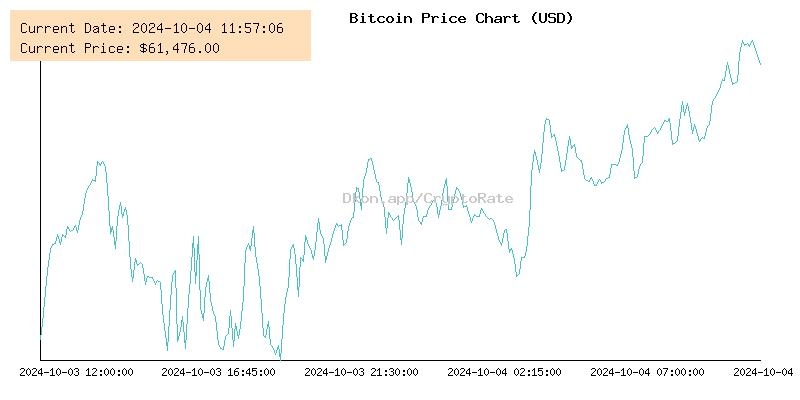 Bitcoin Price Chart (USD)
Current Date: 2024-10-04 11:57:06
Current Price: $61,476.00
Dkon.app/CryptoRate
2024-10-03 12:00:00 2024-10-03 16:45:00 2024-10-03 21:30:00 2024-10-04 02:15:00 2024-10-04 07:00:00 2024-10-04